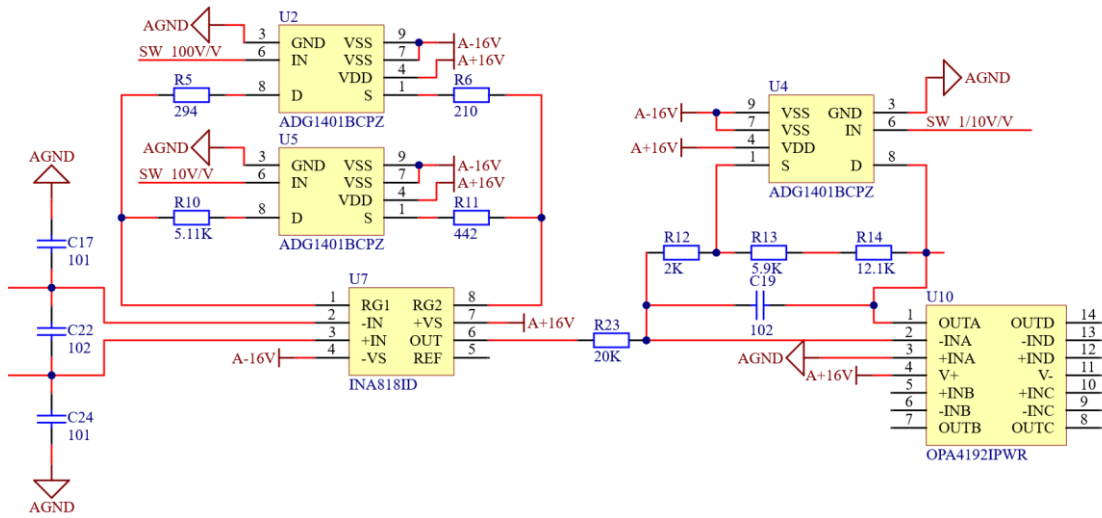 U2
AGND
3 GND VSS 9 A-16V
SW_100V/V 6 IN VSS 7 A+16V
VDD 4
R5 8 D S 1 R6
294 210
ADG1401BCPZ
U5
AGND
3 GND VSS 9 A-16V
SW_10V/V 6 IN VSS 7 A+16V
VDD 4
R10 8 D S 1 R11
5.11K 442
ADG1401BCPZ
AGND
C17
101
C22
102
C24
101
AGND
U7
1 RG1 RG2 8
2 -IN +VS 7 A+16V
3 +IN OUT 6
A-16V 4 -VS REF 5
INA818ID
R23
20K
U4
AGND
A-16V 9 VSS GND 3
7 VSS IN 6 SW_1/10V/V
A+16V 4 VDD
1 S D 8
ADG1401BCPZ
R12 R13 R14
2K 5.9K 12.1K
C19
102
U10
1 OUTA OUTD 14
2 -INA -IND 13
AGND 3 +INA +IND 12
A+16V 4 V+ V- 11
5 +INB +INC 10
6 -INB -INC 9
7 OUTB OUTC 8
OPA4192IPWR